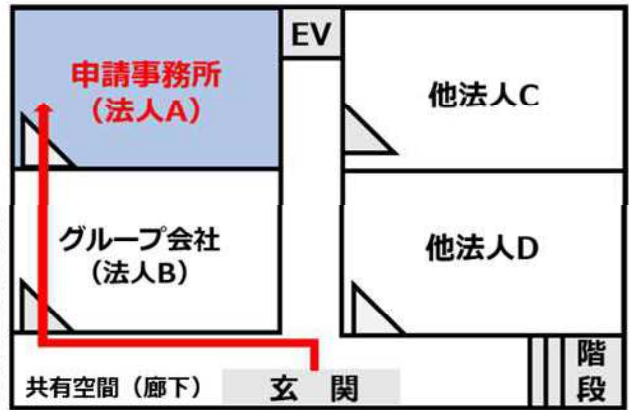 EV
申請事務所
（法人A）
他法人C
グループ会社
（法人B）
他法人D
共有空間（廊下）
玄　関
階
段